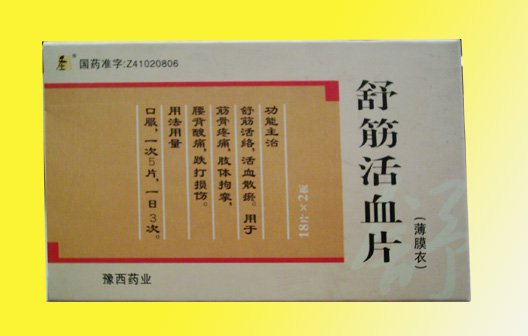 国药准字:Z41020806
舒筋活血片
(薄膜衣)
18片×2板
功能主治
舒筋活络,活血散瘀。用于
筋骨疼痛,肢体拘挛,
腰背酸痛,跌打损伤。
用法用量
口服,一次5片,一日3次。
豫西药业
舒